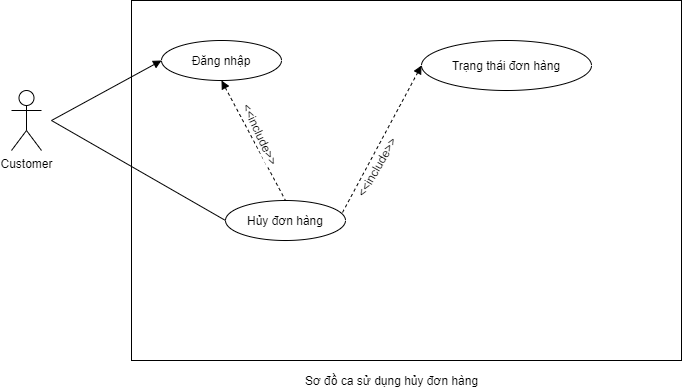 Đăng nhập
Trạng thái đơn hàng
<<include>>
<<include>>
Customer
Hủy đơn hàng
Sơ đồ ca sử dụng hủy đơn hàng